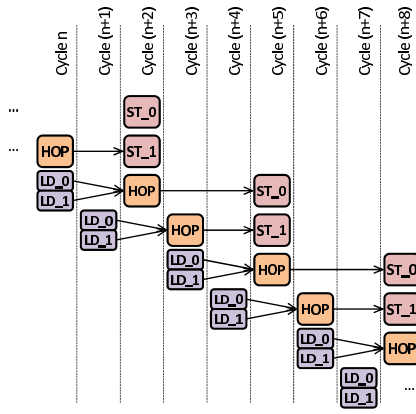 Cycle n Cycle (n+1) Cycle (n+2) Cycle (n+3) Cycle (n+4) Cycle (n+5) Cycle (n+6) Cycle (n+7) Cycle (n+8)
... ST_0
... HOP ST_1
LD_0 HOP ST_0
LD_1
LD_0 HOP ST_1
LD_1
LD_0 HOP ST_0
LD_1
LD_0 HOP ST_1
LD_1
LD_0 HOP
LD_1
LD_0 ...
LD_1